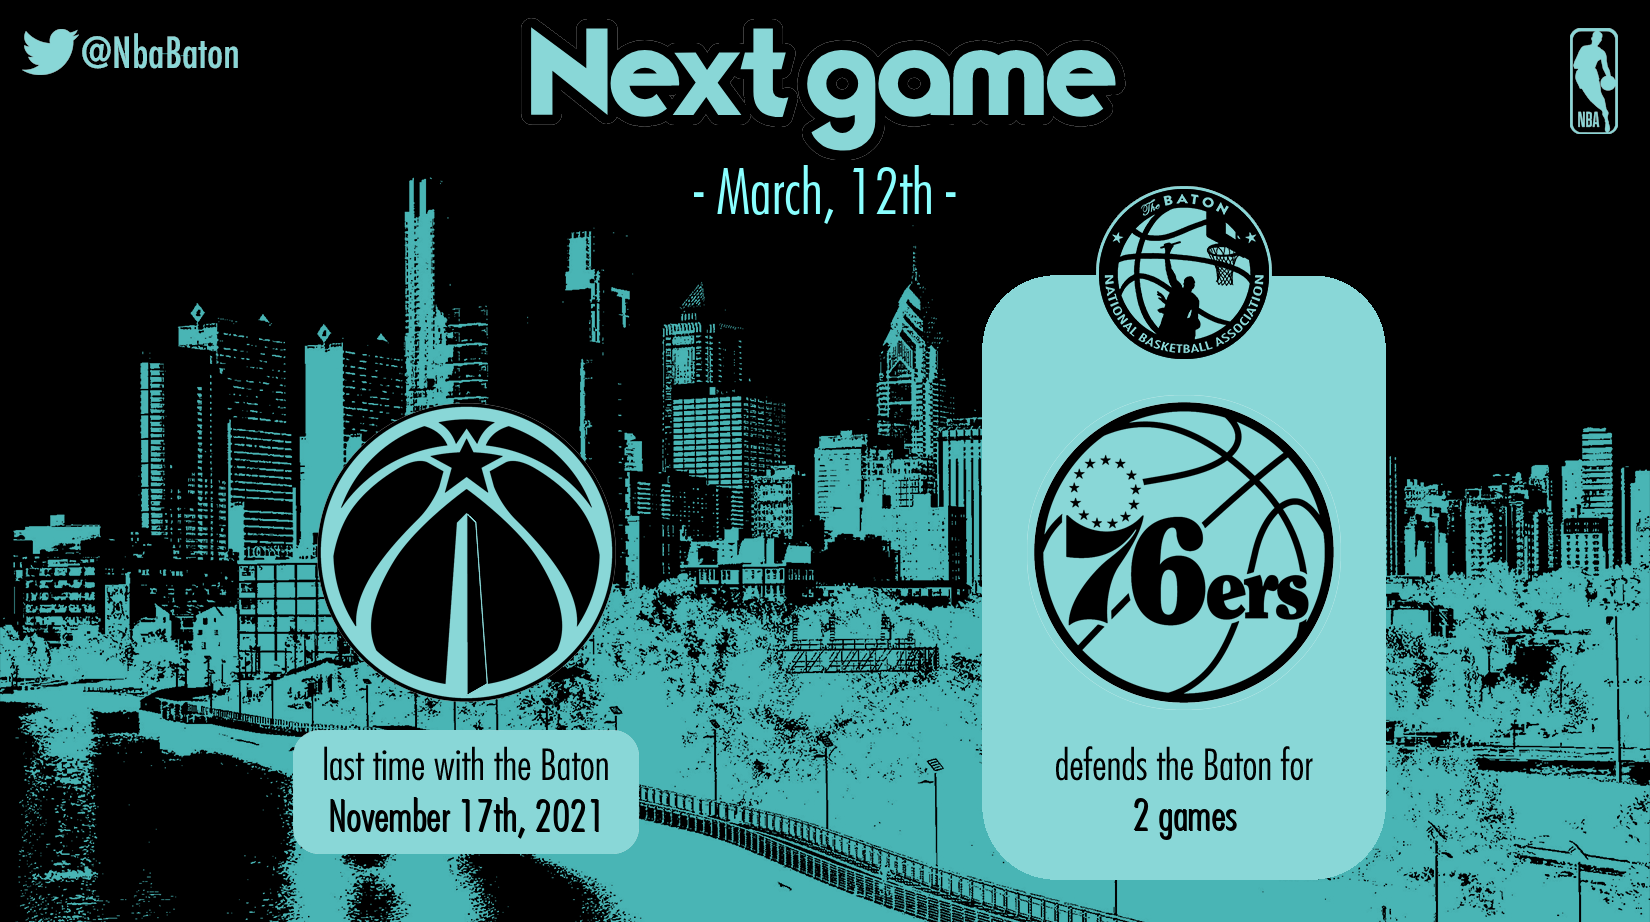 @NbaBaton
Next game
NBA
- March, 12th -
The BATON
NATIONAL BASKETBALL ASSOCIATION
76ers
last time with the Baton
November 17th, 2021
defends the Baton for
2 games